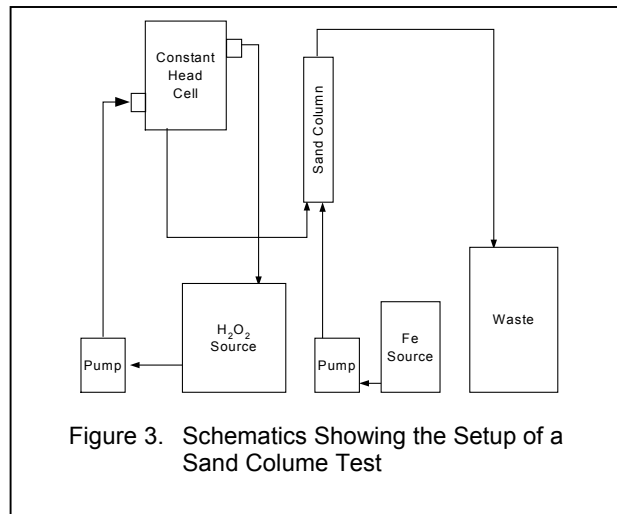 Constant
Head
Cell
Sand Column
H₂O₂
Source
Pump
Pump
Fe
Source
Waste
Figure 3. Schematics Showing the Setup of a
Sand Colume Test